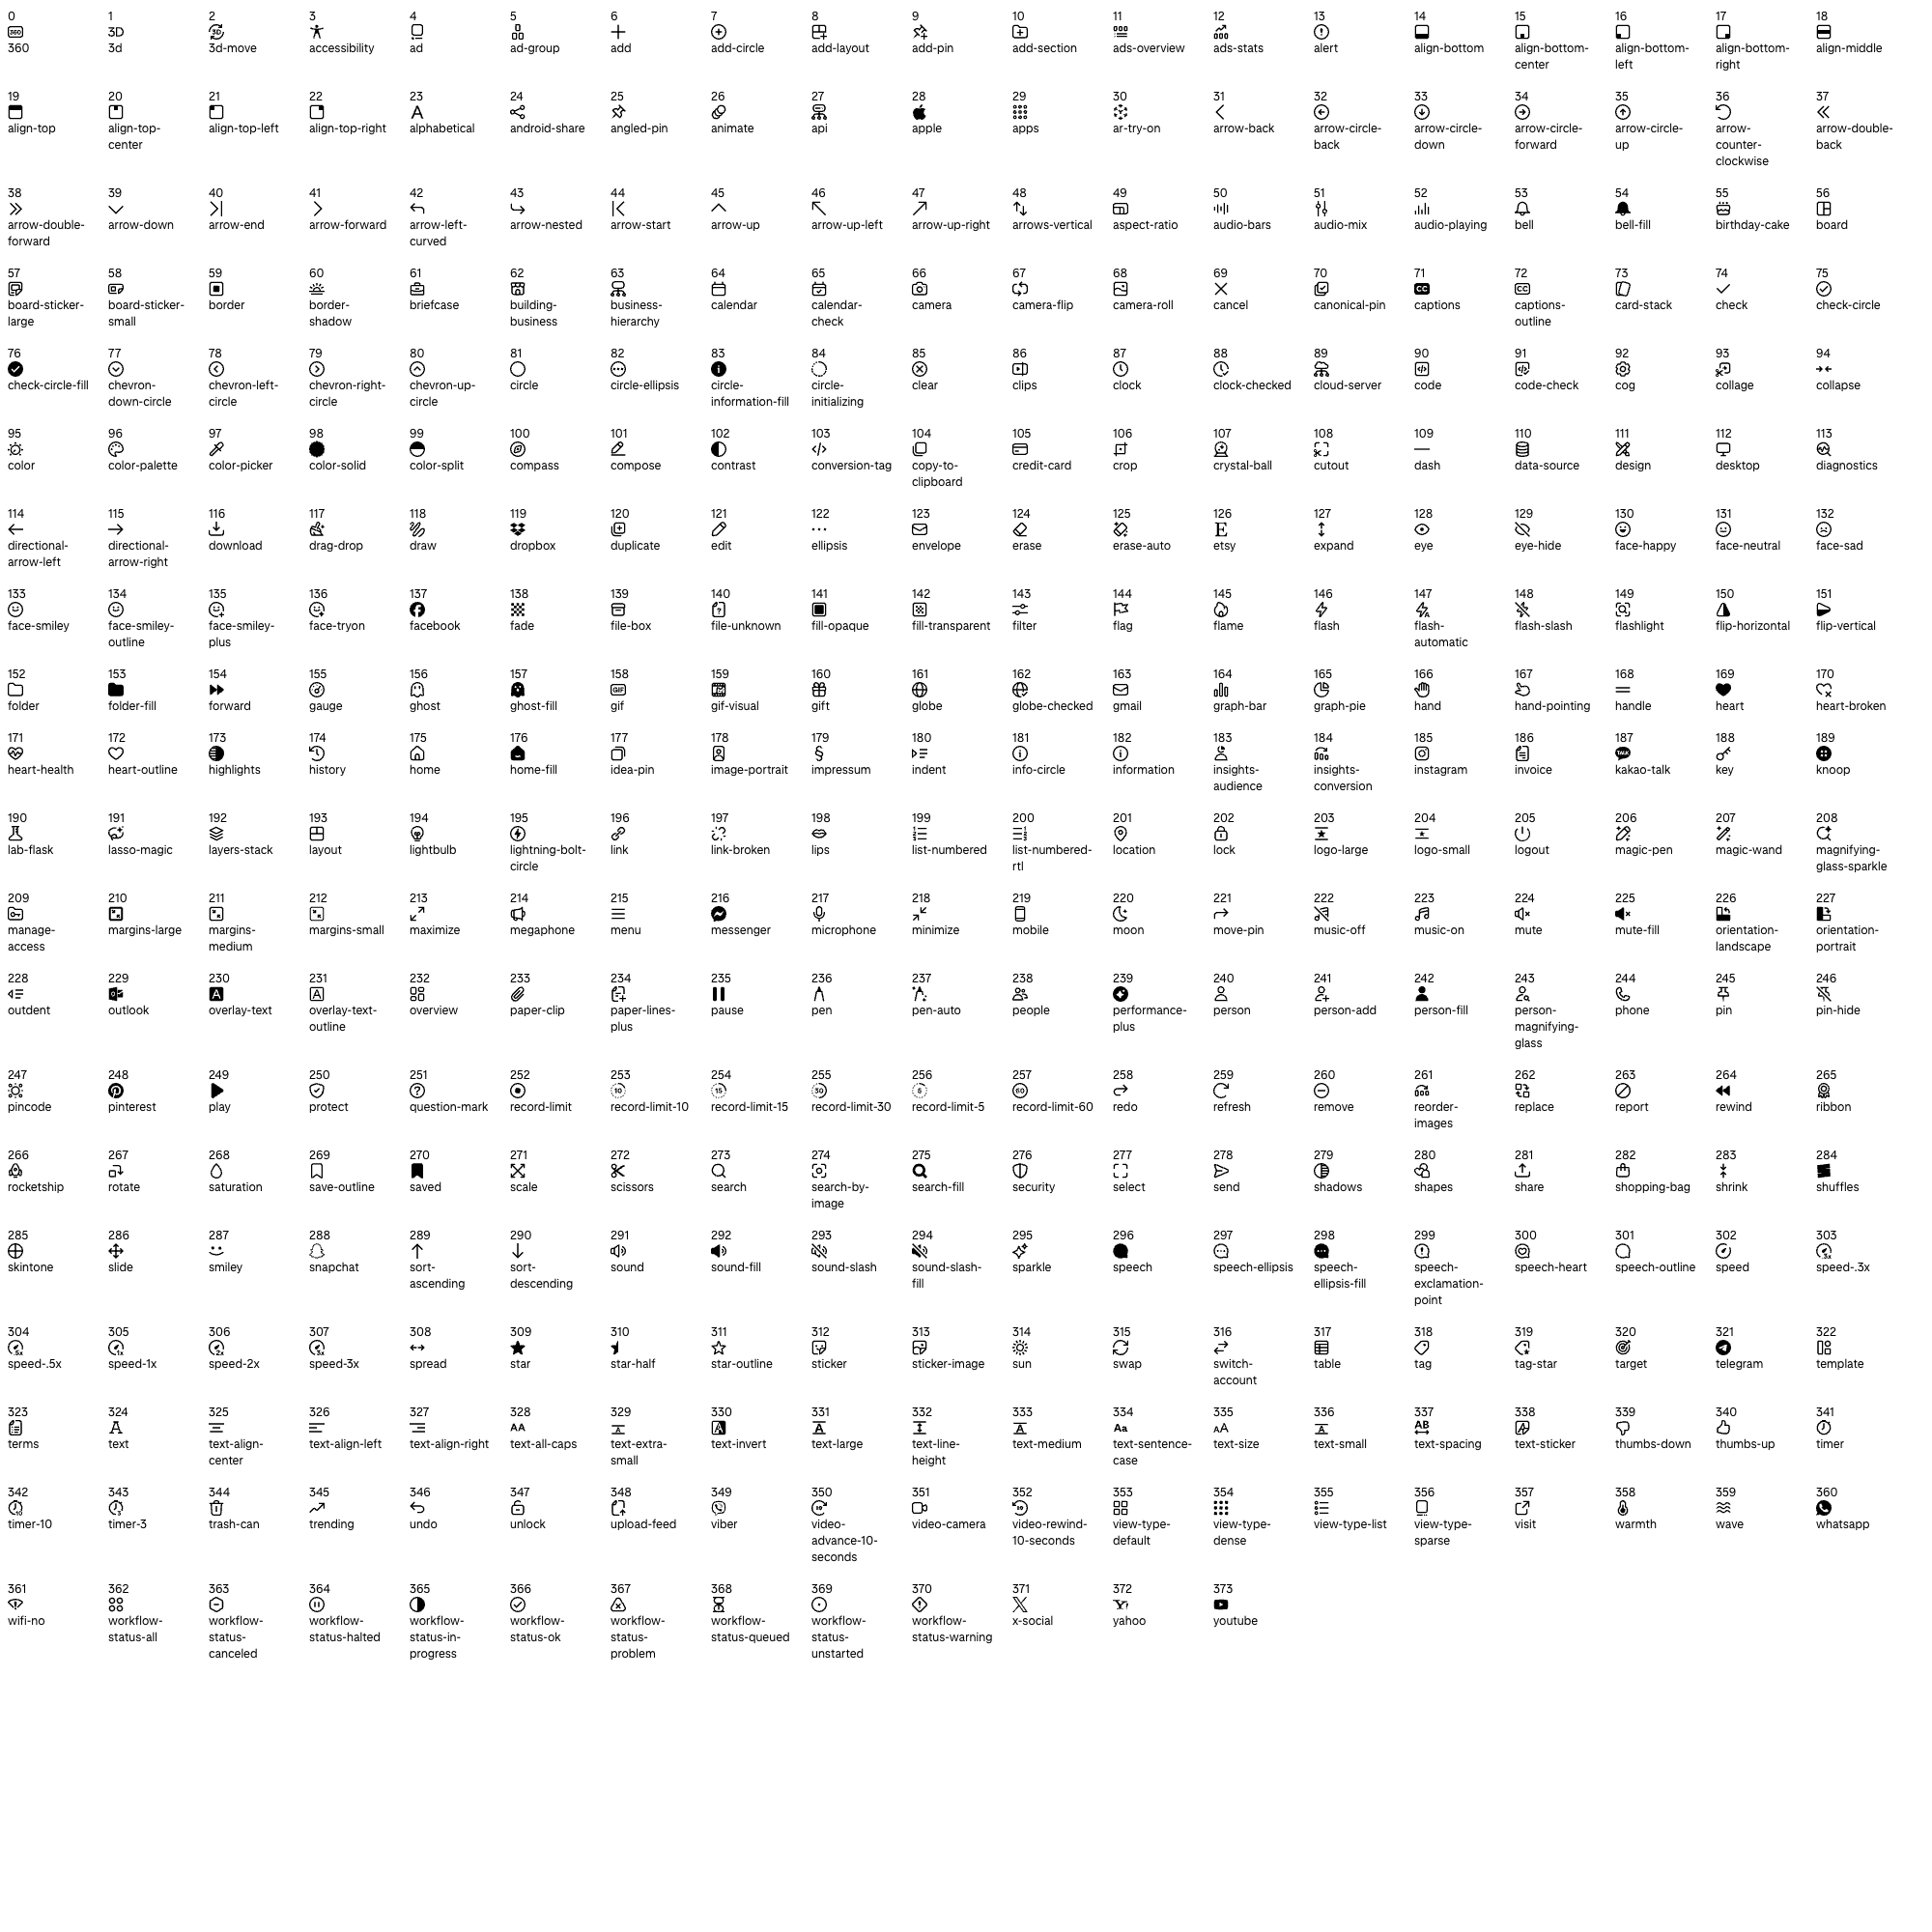 0 1 2 3 4 5 6 7 8 9 10 11 12 13 14 15 16 17 18
360 3D 3D
360 3d 3d-move accessibility ad ad-group add add-circle add-layout add-pin add-section ads-overview ads-stats alert align-bottom align-bottom- align-bottom- align-bottom- align-middle
center left right
19 20 21 22 23 24 25 26 27 28 29 30 31 32 33 34 35 36 37
A
align-top align-top- align-top-left align-top-right alphabetical android-share angled-pin animate api apple apps ar-try-on arrow-back arrow-circle- arrow-circle- arrow-circle- arrow-circle- arrow- arrow-double-
center back down forward up counter- back
clockwise
38 39 40 41 42 43 44 45 46 47 48 49 50 51 52 53 54 55 56
arrow-double- arrow-down arrow-end arrow-forward arrow-left- arrow-nested arrow-start arrow-up arrow-up-left arrow-up-right arrows-vertical aspect-ratio audio-bars audio-mix audio-playing bell bell-fill birthday-cake board
forward curved
57 58 59 60 61 62 63 64 65 66 67 68 69 70 71 72 73 74 75
CC CC
board-sticker- board-sticker- border border- briefcase building- business- calendar calendar- camera camera-flip camera-roll cancel canonical-pin captions captions- card-stack check check-circle
large small shadow business hierarchy check outline
76 77 78 79 80 81 82 83 84 85 86 87 88 89 90 91 92 93 94
check-circle-fill chevron- chevron-left- chevron-right- chevron-up- circle circle-ellipsis circle- circle- clear clips clock clock-checked cloud-server code code-check cog collage collapse
down-circle circle circle circle information-fill initializing
95 96 97 98 99 100 101 102 103 104 105 106 107 108 109 110 111 112 113
color color-palette color-picker color-solid color-split compass compose contrast conversion-tag copy-to- credit-card crop crystal-ball cutout dash data-source design desktop diagnostics
clipboard
114 115 116 117 118 119 120 121 122 123 124 125 126 127 128 129 130 131 132
E
directional- directional- download drag-drop draw dropbox duplicate edit ellipsis envelope erase erase-auto etsy expand eye eye-hide face-happy face-neutral face-sad
arrow-left arrow-right
133 134 135 136 137 138 139 140 141 142 143 144 145 146 147 148 149 150 151
face-smiley face-smiley- face-smiley- face-tryon facebook fade file-box file-unknown fill-opaque fill-transparent filter flag flame flash flash- flash-slash flashlight flip-horizontal flip-vertical
outline plus automatic
152 153 154 155 156 157 158 159 160 161 162 163 164 165 166 167 168 169 170
GIF
folder folder-fill forward gauge ghost ghost-fill gif gif-visual gift globe globe-checked gmail graph-bar graph-pie hand hand-pointing handle heart heart-broken
171 172 173 174 175 176 177 178 179 180 181 182 183 184 185 186 187 188 189
§ TALK
heart-health heart-outline highlights history home home-fill idea-pin image-portrait impressum indent info-circle information insights- insights- instagram invoice kakao-talk key knoop
audience conversion
190 191 192 193 194 195 196 197 198 199 200 201 202 203 204 205 206 207 208
lab-flask lasso-magic layers-stack layout lightbulb lightning-bolt- link link-broken lips list-numbered list-numbered- location lock logo-large logo-small logout magic-pen magic-wand magnifying-
circle rtl glass-sparkle
209 210 211 212 213 214 215 216 217 218 219 220 221 222 223 224 225 226 227
manage- margins-large margins- margins-small maximize megaphone menu messenger microphone minimize mobile moon move-pin music-off music-on mute mute-fill orientation- orientation-
access medium landscape portrait
228 229 230 231 232 233 234 235 236 237 238 239 240 241 242 243 244 245 246
A A
outdent outlook overlay-text overlay-text- overview paper-clip paper-lines- pause pen pen-auto people performance- person person-add person-fill person- phone pin pin-hide
outline plus plus magnifying-
glass
247 248 249 250 251 252 253 254 255 256 257 258 259 260 261 262 263 264 265
? 10 15 30 5 60
pincode pinterest play protect question-mark record-limit record-limit-10 record-limit-15 record-limit-30 record-limit-5 record-limit-60 redo refresh remove reorder- replace report rewind ribbon
images
266 267 268 269 270 271 272 273 274 275 276 277 278 279 280 281 282 283 284
rocketship rotate saturation save-outline saved scale scissors search search-by- search-fill security select send shadows shapes share shopping-bag shrink shuffles
image
285 286 287 288 289 290 291 292 293 294 295 296 297 298 299 300 301 302 303
skintone slide smiley snapchat sort- sort- sound sound-fill sound-slash sound-slash- sparkle speech speech-ellipsis speech- speech- speech-heart speech-outline speed speed-.3x
ascending descending fill ellipsis-fill exclamation-
point
304 305 306 307 308 309 310 311 312 313 314 315 316 317 318 319 320 321 322
speed-.5x speed-1x speed-2x speed-3x spread star star-half star-outline sticker sticker-image sun swap switch- table tag tag-star target telegram template
account
323 324 325 326 327 328 329 330 331 332 333 334 335 336 337 338 339 340 341
A AA A A A A Aa AA A AB A
terms text text-align- text-align-left text-align-right text-all-caps text-extra- text-invert text-large text-line- text-medium text-sentence- text-size text-small text-spacing text-sticker thumbs-down thumbs-up timer
center small height case
342 343 344 345 346 347 348 349 350 351 352 353 354 355 356 357 358 359 360
timer-10 timer-3 trash-can trending undo unlock upload-feed viber video- video-camera video-rewind- view-type- view-type- view-type-list view-type- visit warmth wave whatsapp
advance-10- 10-seconds default dense sparse
seconds
361 362 363 364 365 366 367 368 369 370 371 372 373
wifi-no workflow- workflow- workflow- workflow- workflow- workflow- workflow- workflow- workflow- x-social yahoo youtube
status-all status- status-halted status-in- status-ok status- status-queued status- status-warning
canceled progress problem unstarted